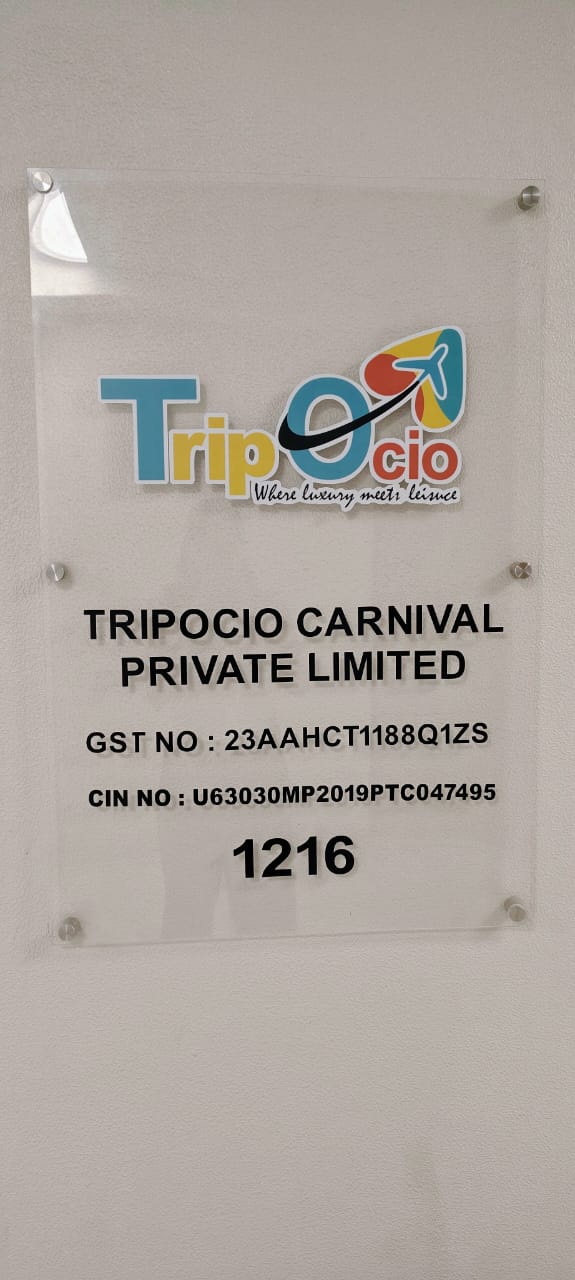 TripOcio
Where luxury meets leisure
TRIPOCIO CARNIVAL
PRIVATE LIMITED
GST NO : 23AAHCT1188Q1ZS
CIN NO : U63030MP2019PTC047495
1216